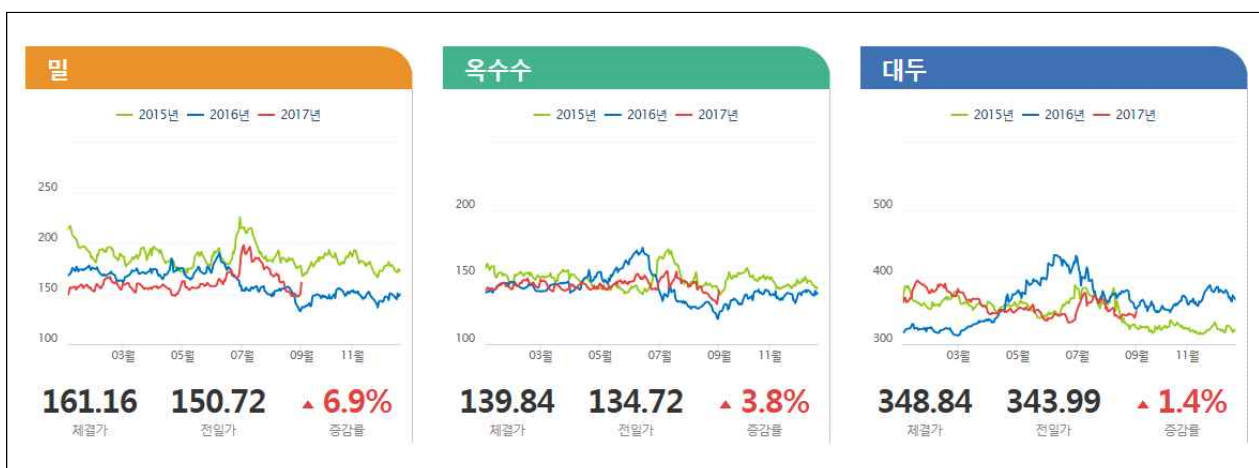 밀
2015년 2016년 2017년
250
200
150
100
03월 05월 07월 09월 11월
161.16 150.72 ▲ 6.9%
체결가 전일가 증감률
옥수수
2015년 2016년 2017년
200
150
100
03월 05월 07월 09월 11월
139.84 134.72 ▲ 3.8%
체결가 전일가 증감률
대두
2015년 2016년 2017년
500
400
300
03월 05월 07월 09월 11월
348.84 343.99 ▲ 1.4%
체결가 전일가 증감률